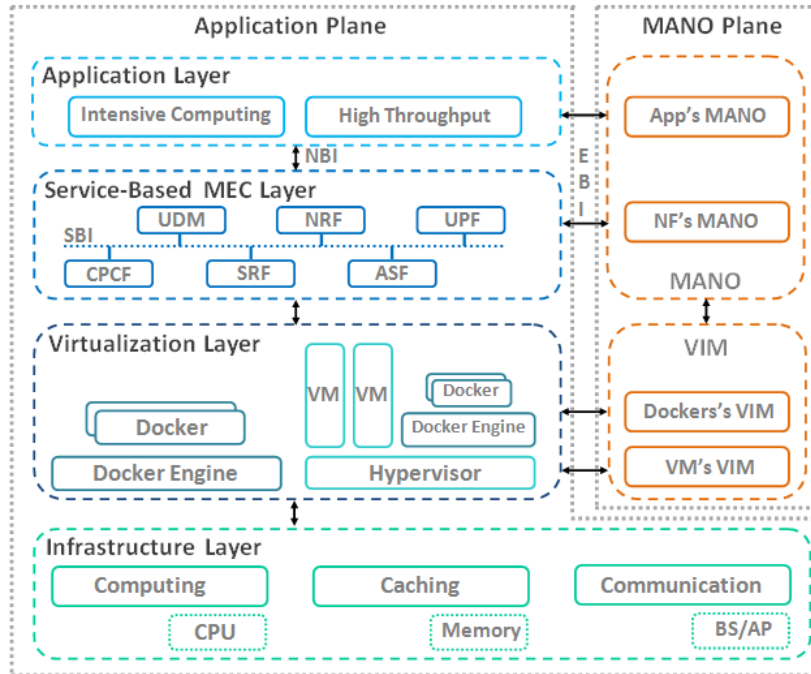 Application Plane
MANO Plane
Application Layer
Intensive Computing
High Throughput
App's MANO
NBI
EBI
Service-Based MEC Layer
UDM
NRF
UPF
NF's MANO
SBI
CPCF
SRF
ASF
MANO
Virtualization Layer
VIM
VM
VM
Docker
Docker
Docker Engine
Dockers's VIM
Docker Engine
Hypervisor
VM's VIM
Infrastructure Layer
Computing
Caching
Communication
CPU
Memory
BS/AP